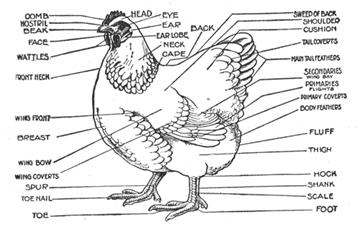 COMB
NOSTRIL
BEAK
FACE
WATTLES
FRONT NECK
WING FRONT
BREAST
WING BOW
WING COVERTS
SPUR
TOE NAIL
TOE
HEAD
EYE
EAR
EAR LOBE
NECK
CAPE
BACK
SWEED OF BACK
SHOULDER
CUSHION
TAIL COVERTS
MAIN TAIL FEATHERS
SECONDARIES
WING BAY
PRIMARIES
FLIGHTS
PRIMARY COVERTS
BODY FEATHERS
FLUFF
THIGH
HOCK
SHANK
SCALE
FOOT